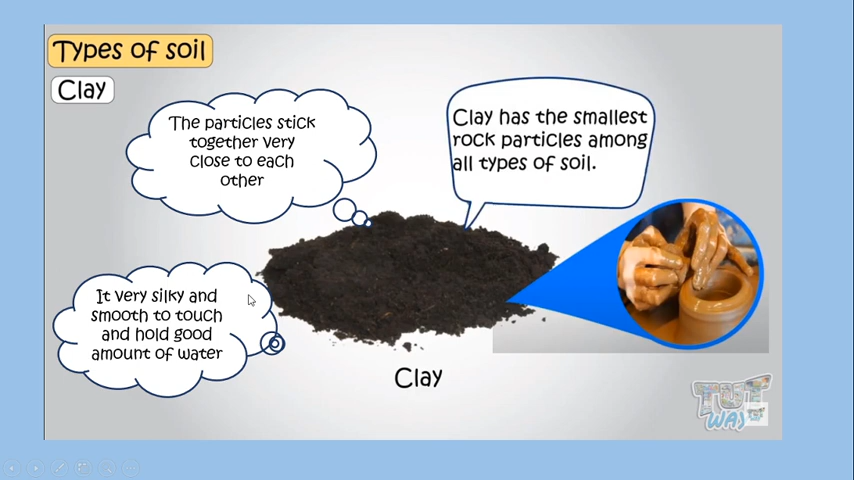 Types of soil
Clay
The particles stick
together very
close to each
other
Clay has the smallest
rock particles among
all types of soil.
It very silky and
smooth to touch
and hold good
amount of water
Clay
TUT
WAY